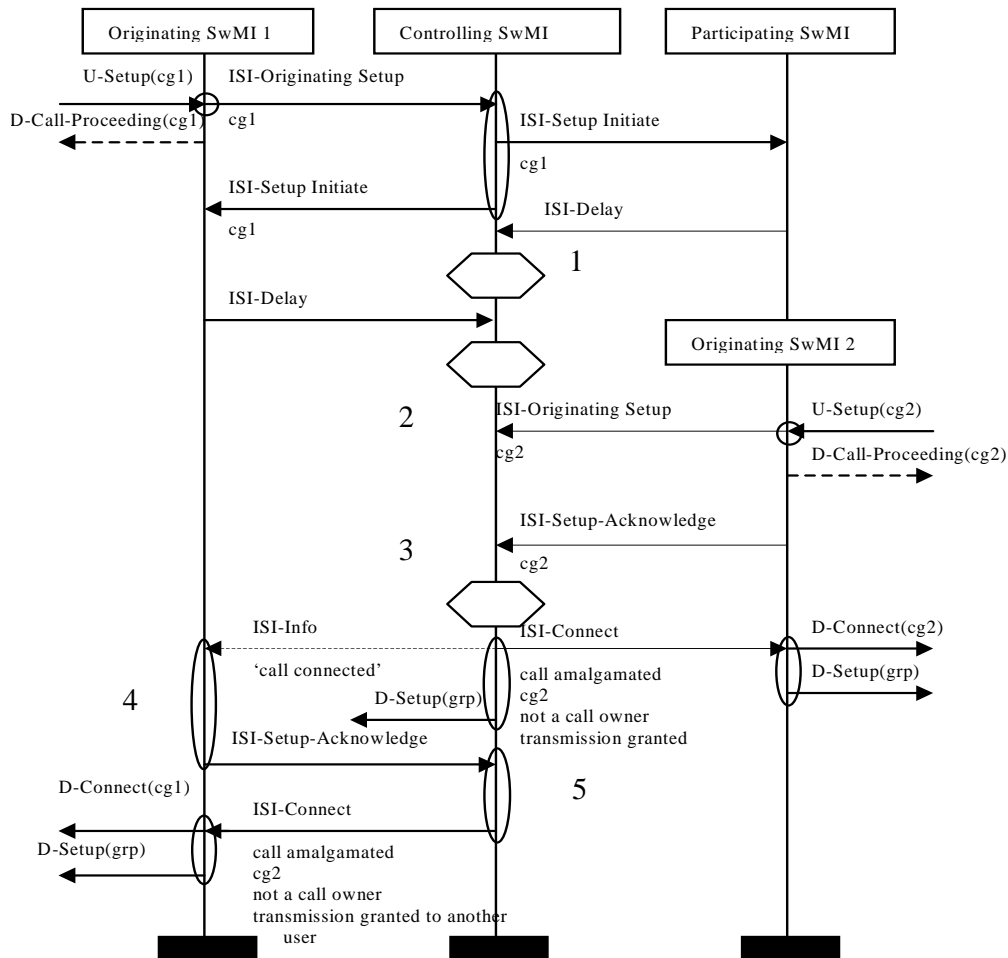 Originating SwMI 1
Controlling SwMI
Participating SwMI
U-Setup(cg1)
ISI-Originating Setup
D-Call-Proceeding(cg1)
cg1
ISI-Setup Initiate
cg1
ISI-Setup Initiate
cg1
ISI-Delay
1
ISI-Delay
Originating SwMI 2
2
ISI-Originating Setup
U-Setup(cg2)
cg2
D-Call-Proceeding(cg2)
ISI-Setup-Acknowledge
3
cg2
ISI-Info
ISI-Connect
D-Connect(cg2)
‘call connected’
call amalgamated
D-Setup(grp)
4
D-Setup(grp)
cg2
not a call owner
transmission granted
ISI-Setup-Acknowledge
5
D-Connect(cg1)
ISI-Connect
D-Setup(grp)
call amalgamated
cg2
not a call owner
transmission granted to another
user